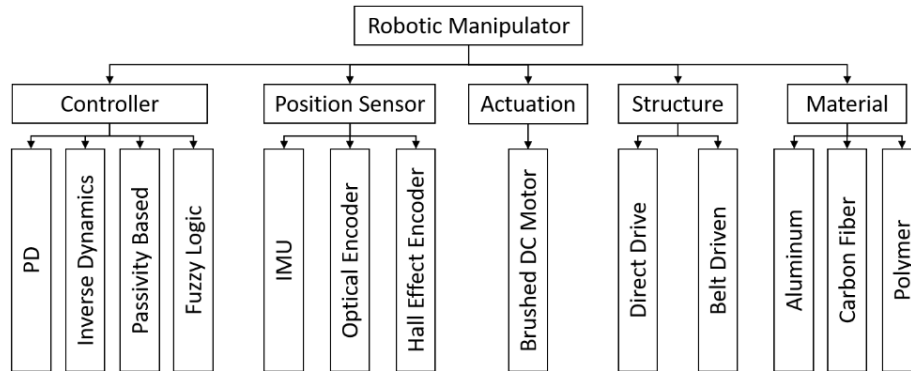 Robotic Manipulator
Controller
Position Sensor
Actuation
Structure
Material
PD
Inverse Dynamics
Passivity Based
Fuzzy Logic
IMU
Optical Encoder
Hall Effect Encoder
Brushed DC Motor
Direct Drive
Belt Driven
Aluminum
Carbon Fiber
Polymer